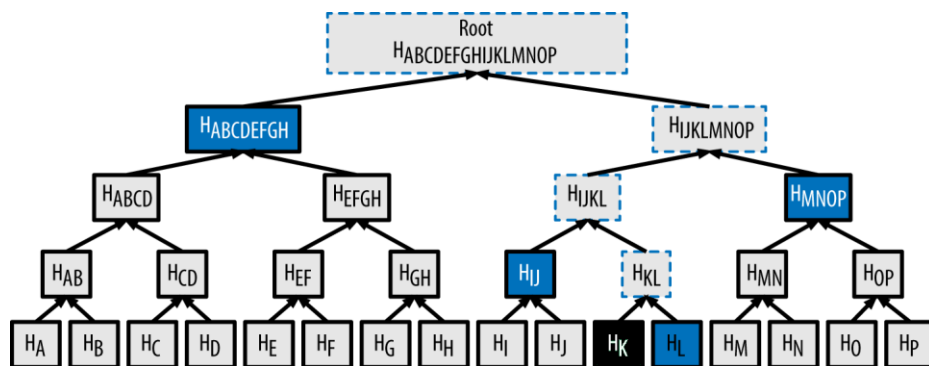 Root
HABCDEFGHIJKLMNOP
HABCDEFGH
HIJKLMNOP
HABCD
HEFGH
HIJKL
HMNOP
HAB
HCD
HEF
HGH
HIJ
HKL
HMN
HOP
HA
HB
HC
HD
HE
HF
HG
HH
HI
HJ
HK
HL
HM
HN
HO
HP